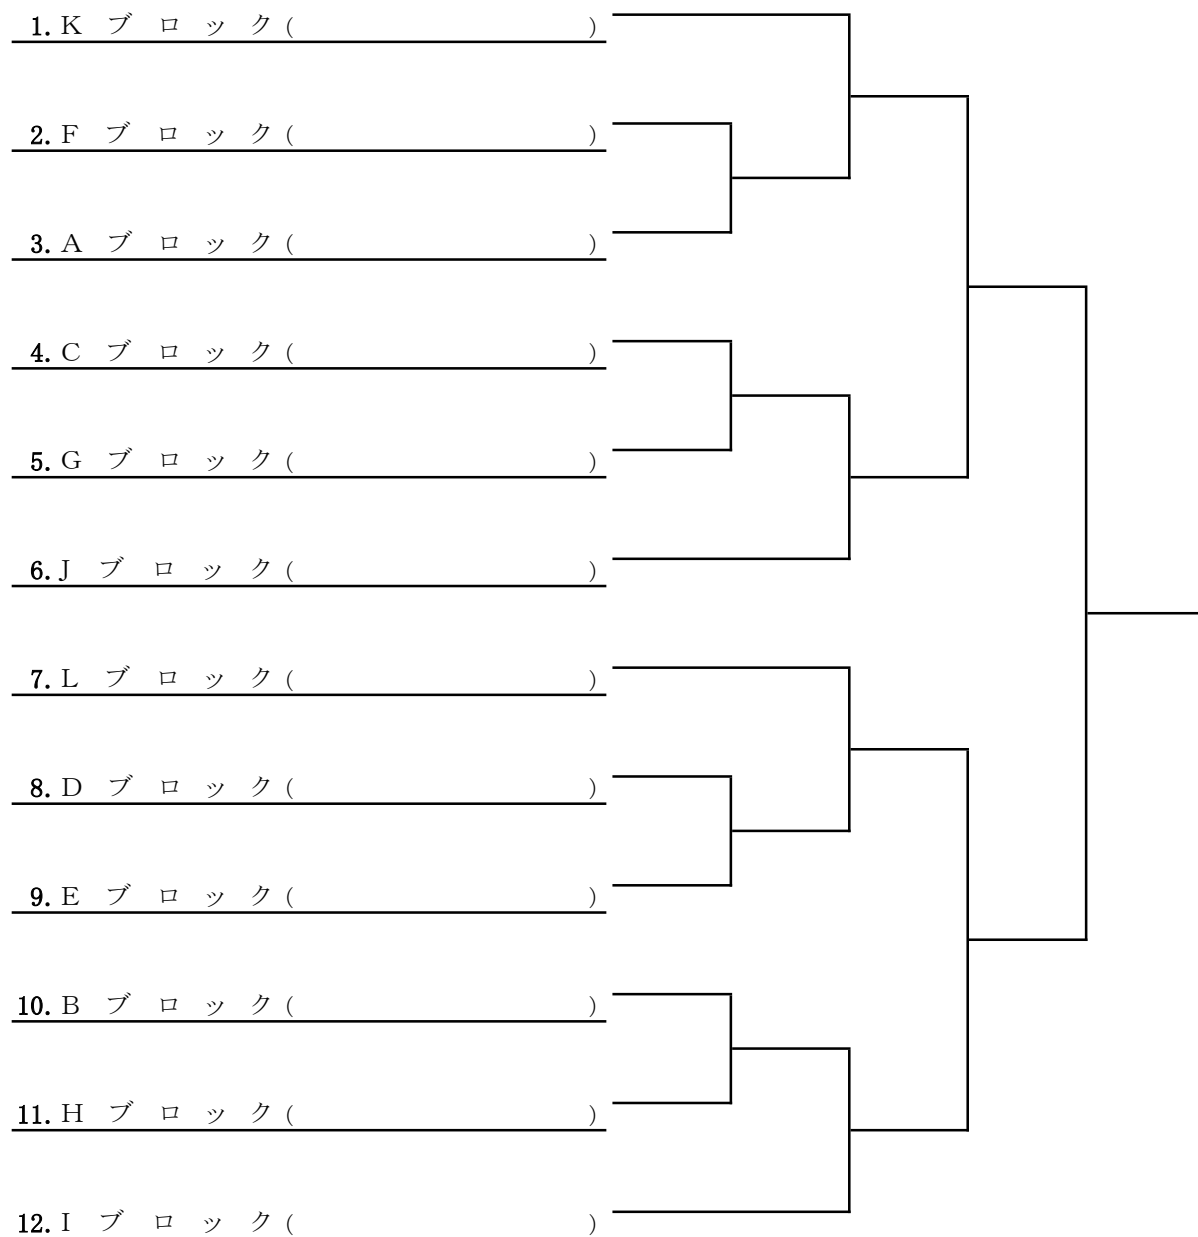 1. K ブロック( )
2. F ブロック( )
3. A ブロック( )
4. C ブロック( )
5. G ブロック( )
6. J ブロック( )
7. L ブロック( )
8. D ブロック( )
9. E ブロック( )
10. B ブロック( )
11. H ブロック( )
12. I ブロック( )